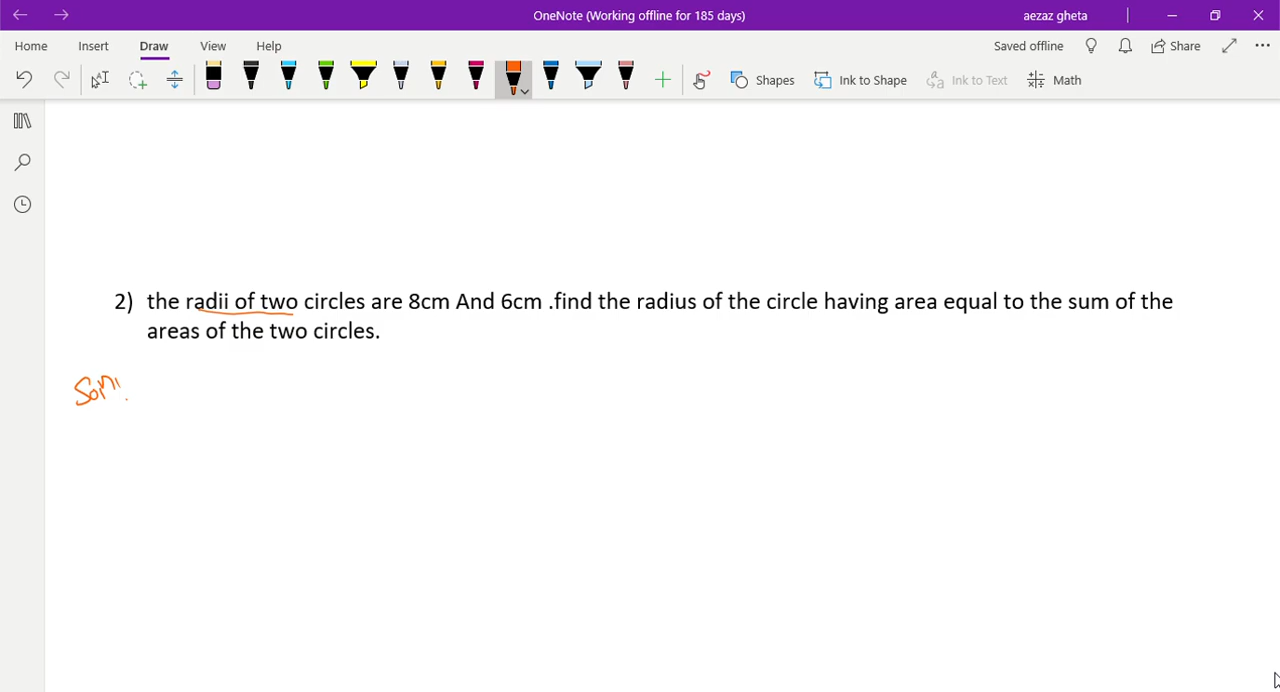 OneNote (Working offline for 185 days)
aezaz gheta
Home Insert Draw View Help
Saved offline Share
Shapes Ink to Shape Ink to Text Math
2) the radii of two circles are 8cm And 6cm .find the radius of the circle having area equal to the sum of the
areas of the two circles.